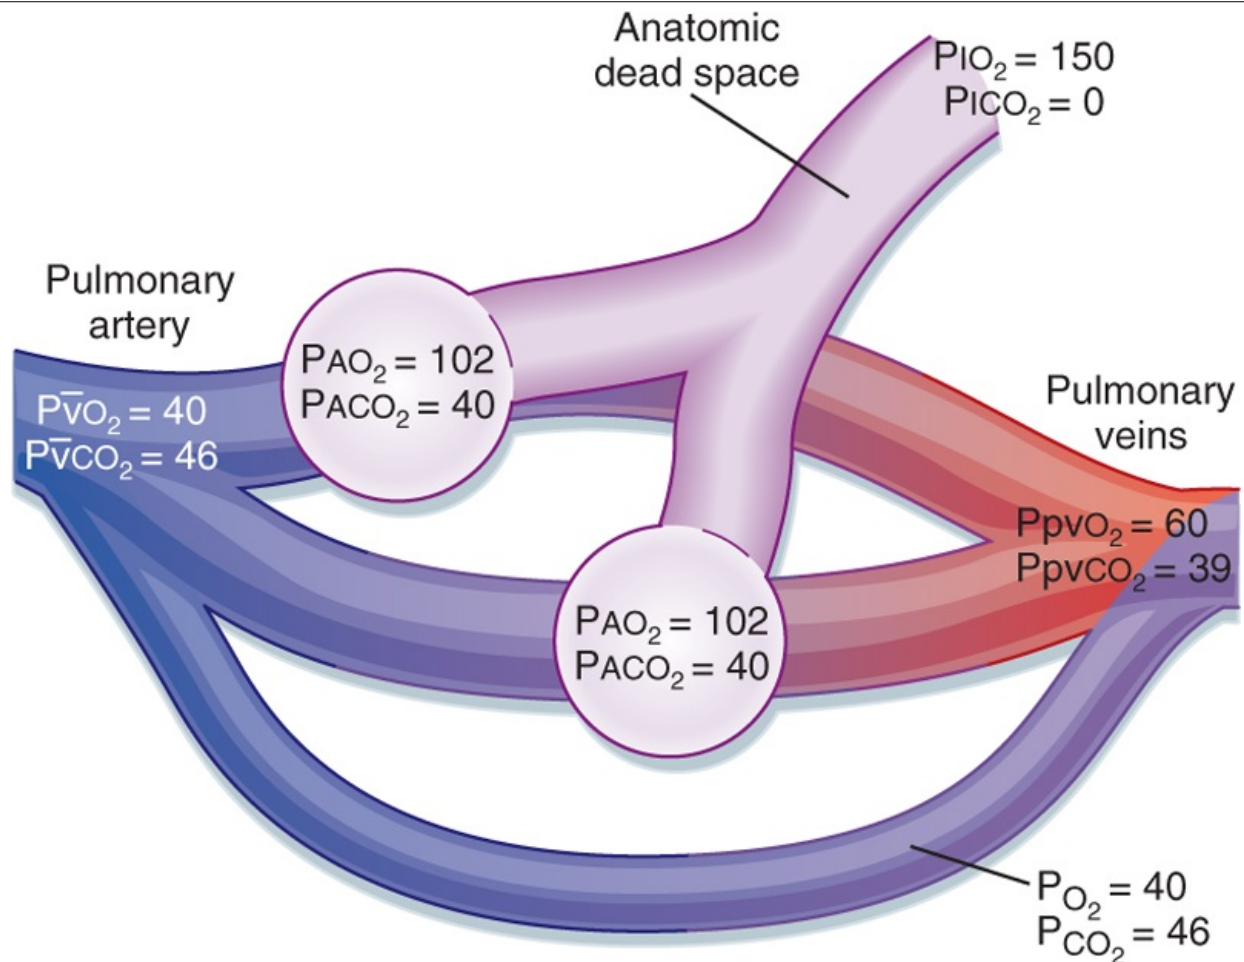 Anatomic
dead space
PIO₂ = 150
PICO₂ = 0
Pulmonary
artery
PAO₂ = 102
PACO₂ = 40
Pv̄O₂ = 40
Pv̄CO₂ = 46
Pulmonary
veins
PpvO₂ = 60
PpvCO₂ = 39
PAO₂ = 102
PACO₂ = 40
PO₂ = 40
PCO₂ = 46